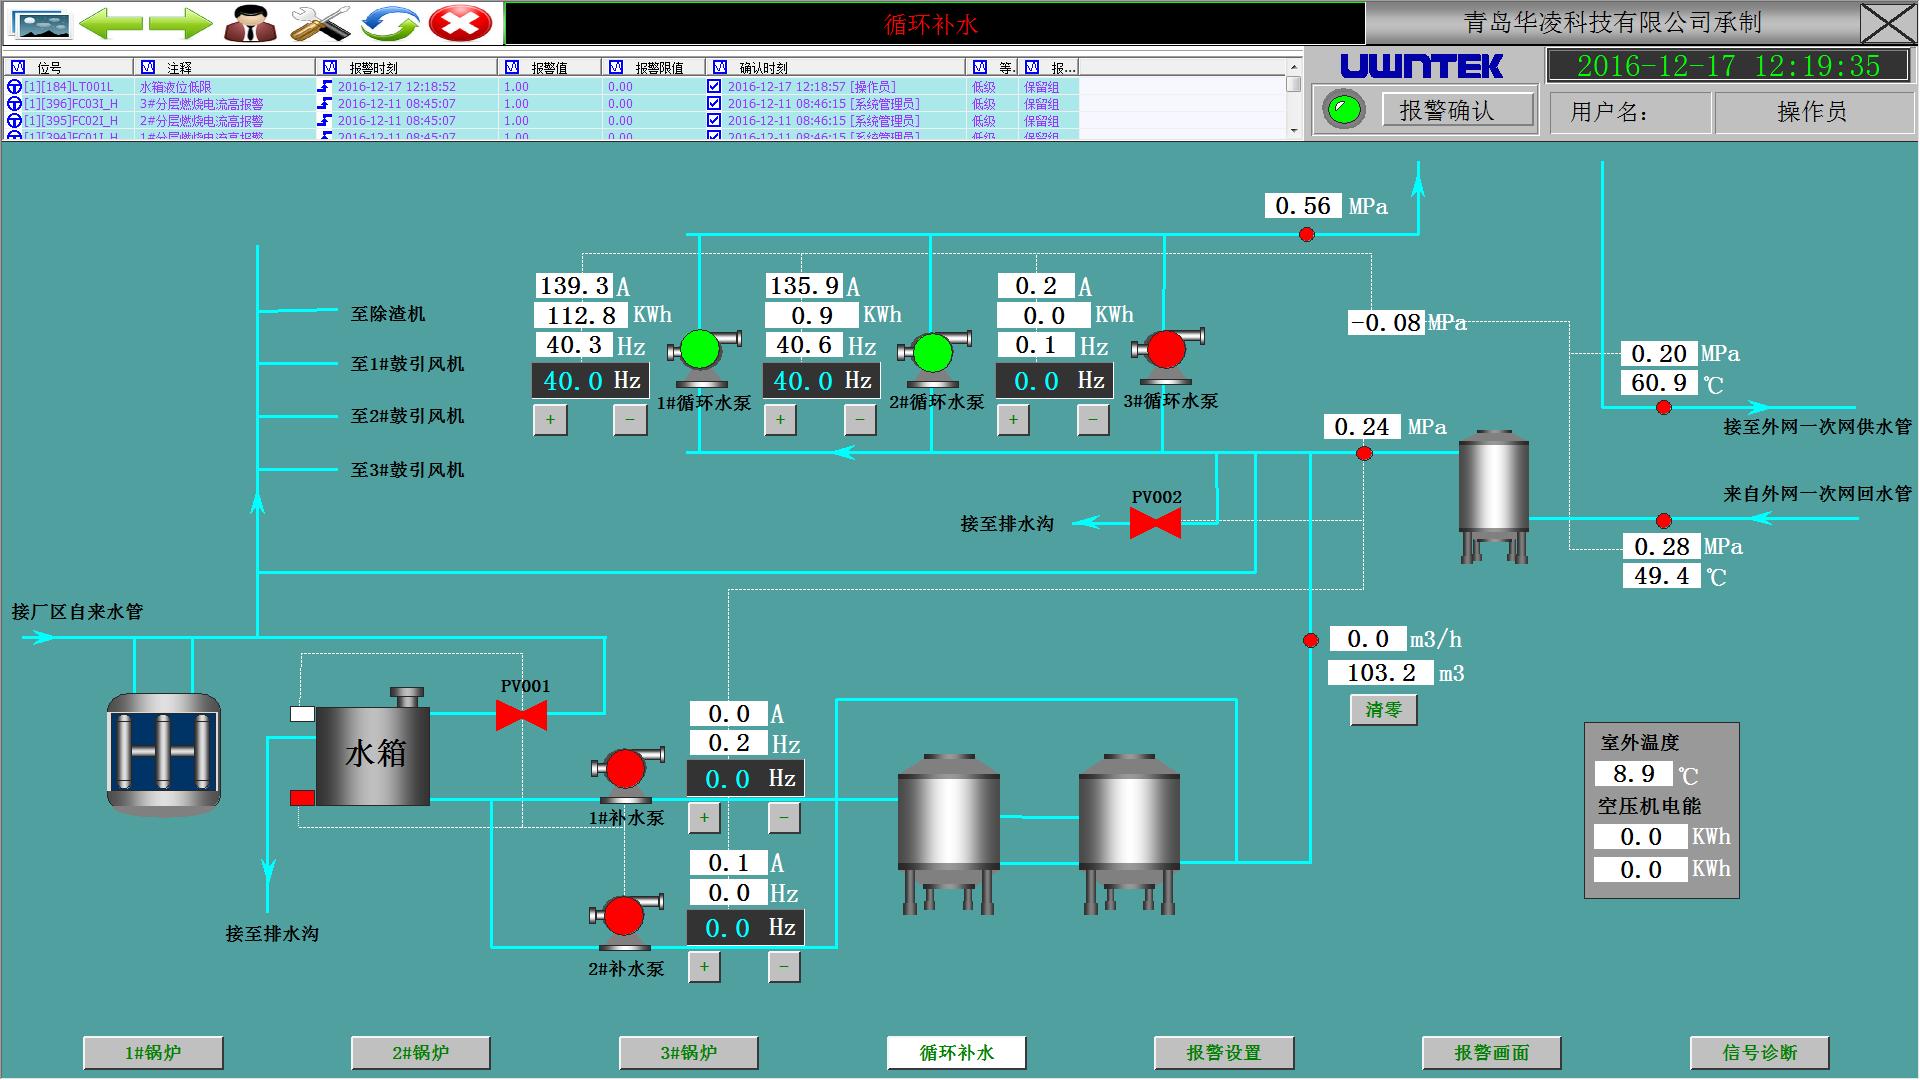 循环补水
青岛华凌科技有限公司承制
位号 注释 报警时刻 报警值 报警限值 确认时刻 等. 报...
[1][184]LT001L 水箱液位低限 2016-12-17 12:18:52 1.00 0.00 2016-12-17 12:18:57 [操作员] 低级 保留组
[1][396]FC03I_H 3#分层燃烧电流高报警 2016-12-11 08:45:07 1.00 0.00 2016-12-11 08:46:15 [系统管理员] 低级 保留组
[1][395]FC02I_H 2#分层燃烧电流高报警 2016-12-11 08:45:07 1.00 0.00 2016-12-11 08:46:15 [系统管理员] 低级 保留组
[1][394]FC01I_H 1#分层燃烧电流高报警 2016-12-11 08:45:07 1.00 0.00 2016-12-11 08:46:15 [系统管理员] 低级 保留组
UWNTEK
2016-12-17 12:19:35
报警确认
用户名:
操作员
0.56 MPa
139.3 A
112.8 KWh
40.3 Hz
40.0 Hz
+ -
1#循环水泵
135.9 A
0.9 KWh
40.6 Hz
40.0 Hz
+ -
2#循环水泵
0.2 A
0.0 KWh
0.1 Hz
0.0 Hz
+ -
3#循环水泵
-0.08 MPa
0.20 MPa
60.9 ℃
接至外网一次网供水管
0.24 MPa
来自外网一次网回水管
0.28 MPa
49.4 ℃
至除渣机
至1#鼓引风机
至2#鼓引风机
至3#鼓引风机
PV002
接至排水沟
接厂区自来水管
0.0 m3/h
103.2 m3
清零
PV001
水箱
0.0 A
0.2 Hz
0.0 Hz
+ -
1#补水泵
0.1 A
0.0 Hz
0.0 Hz
+ -
2#补水泵
接至排水沟
室外温度
8.9 ℃
空压机电能
0.0 KWh
0.0 KWh
1#锅炉
2#锅炉
3#锅炉
循环补水
报警设置
报警画面
信号诊断